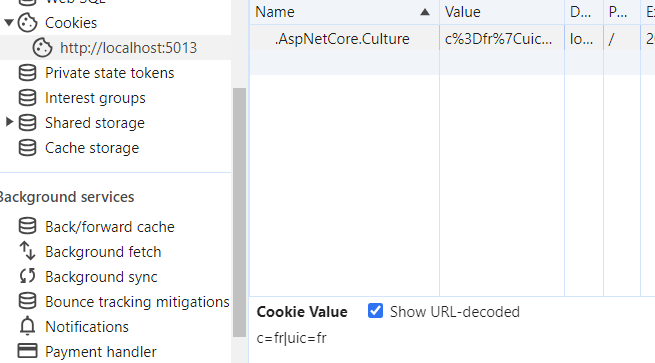 Web SQL
Cookies
http://localhost:5013
Private state tokens
Interest groups
Shared storage
Cache storage
Background services
Back/forward cache
Background fetch
Background sync
Bounce tracking mitigations
Notifications
Payment handler
Name Value D... P...
.AspNetCore.Culture c%3Dfr%7Cuic... lo... /
Cookie Value Show URL-decoded
c=fr|uic=fr